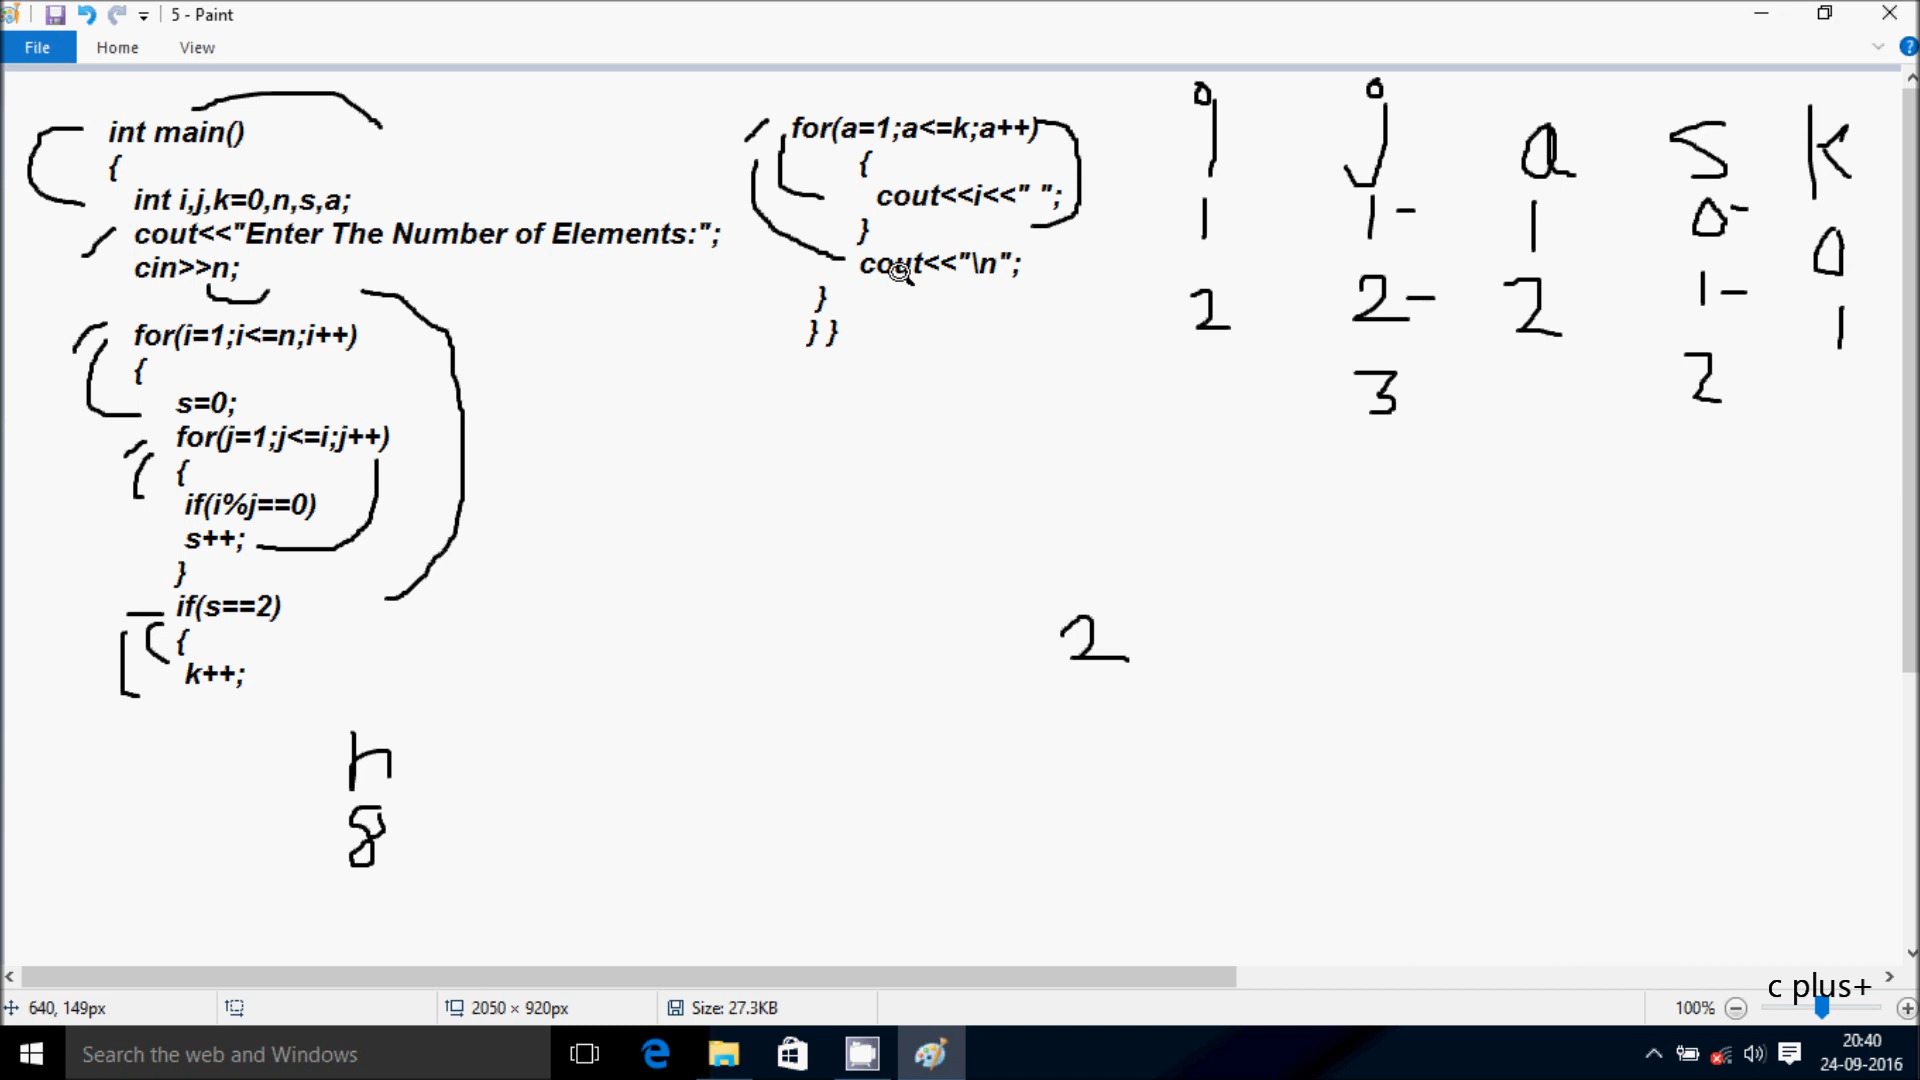 5 - Paint
File Home View
int main()
{
int i,j,k=0,n,s,a;
cout<<"Enter The Number of Elements:";
cin>>n;
for(i=1;i<=n;i++)
{
s=0;
for(j=1;j<=i;j++)
{
if(i%j==0)
s++;
}
if(s==2)
{
k++;
for(a=1;a<=k;a++)
{
cout<<i<<" ";
}
cout<<"\n";
}
} }
i j a s k
1 1- 1 0- 0
2 2- 2 1- 1
3 2
2
n
8
c plus+
640, 149px
2050 × 920px
Size: 27.3KB
100%
Search the web and Windows
20:40
24-09-2016